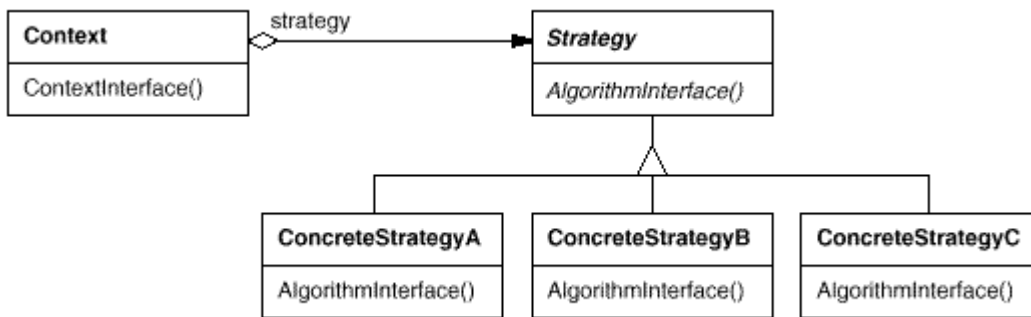 strategy
Context
Strategy
ContextInterface()
AlgorithmInterface()
ConcreteStrategyA
ConcreteStrategyB
ConcreteStrategyC
AlgorithmInterface()
AlgorithmInterface()
AlgorithmInterface()